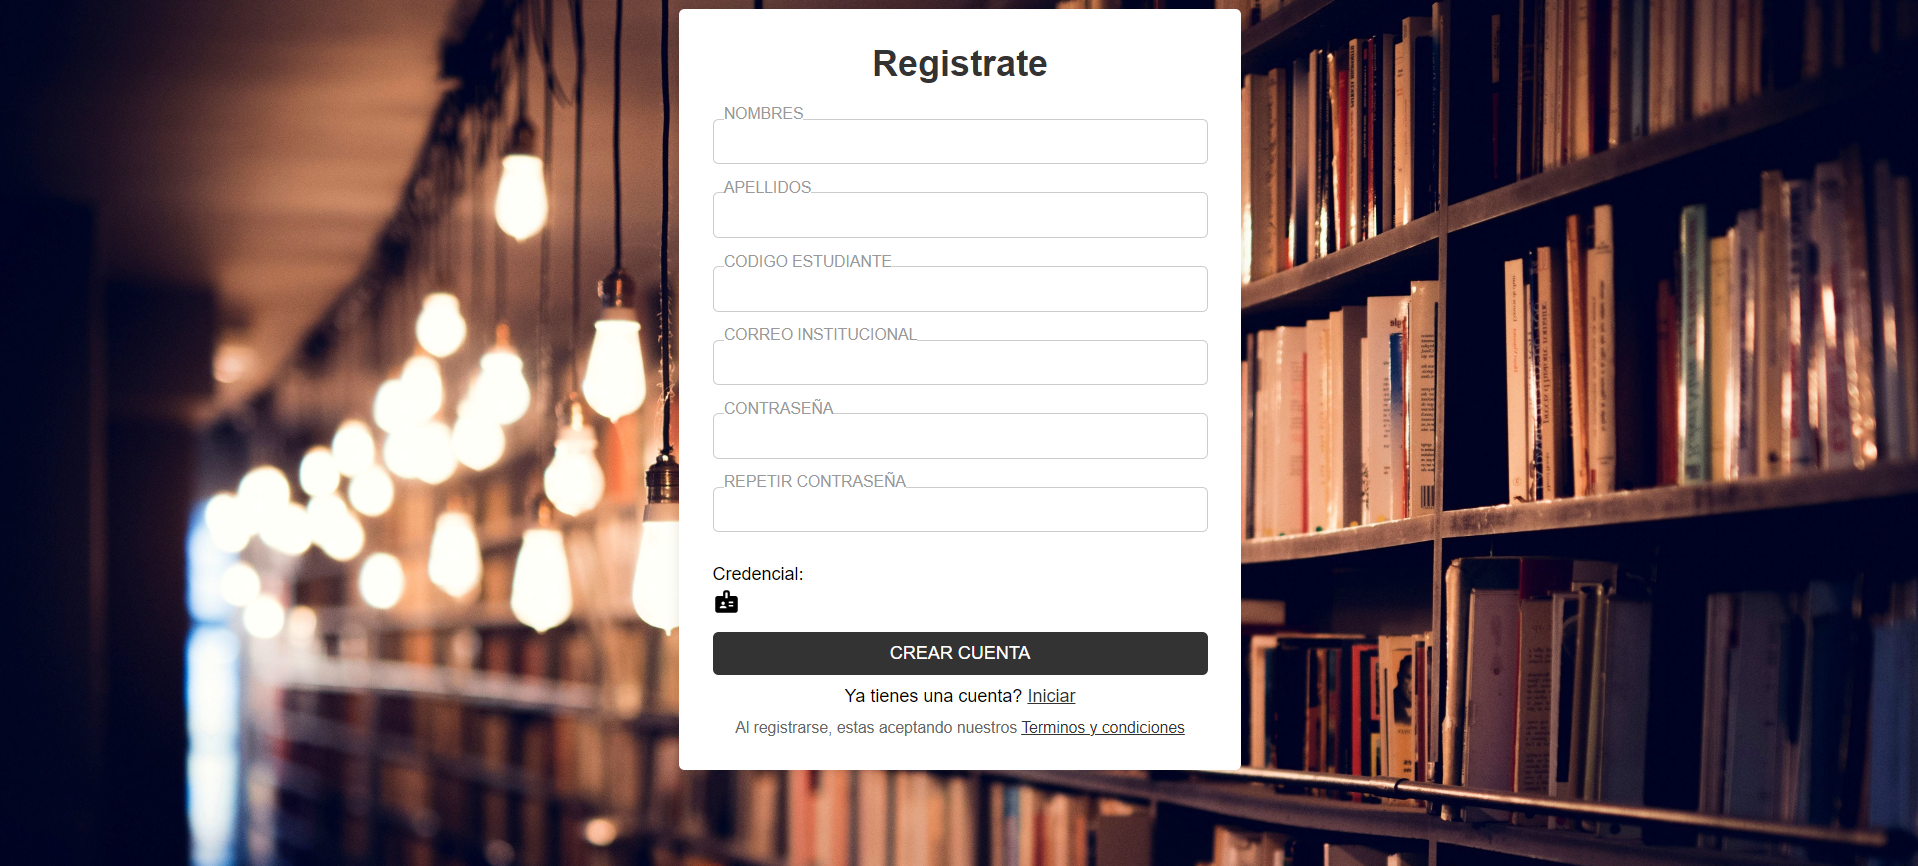 Registrate
NOMBRES
APELLIDOS
CODIGO ESTUDIANTE
CORREO INSTITUCIONAL
CONTRASEÑA
REPETIR CONTRASEÑA
Credencial:
CREAR CUENTA
Ya tienes una cuenta? Iniciar
Al registrarse, estas aceptando nuestros Terminos y condiciones